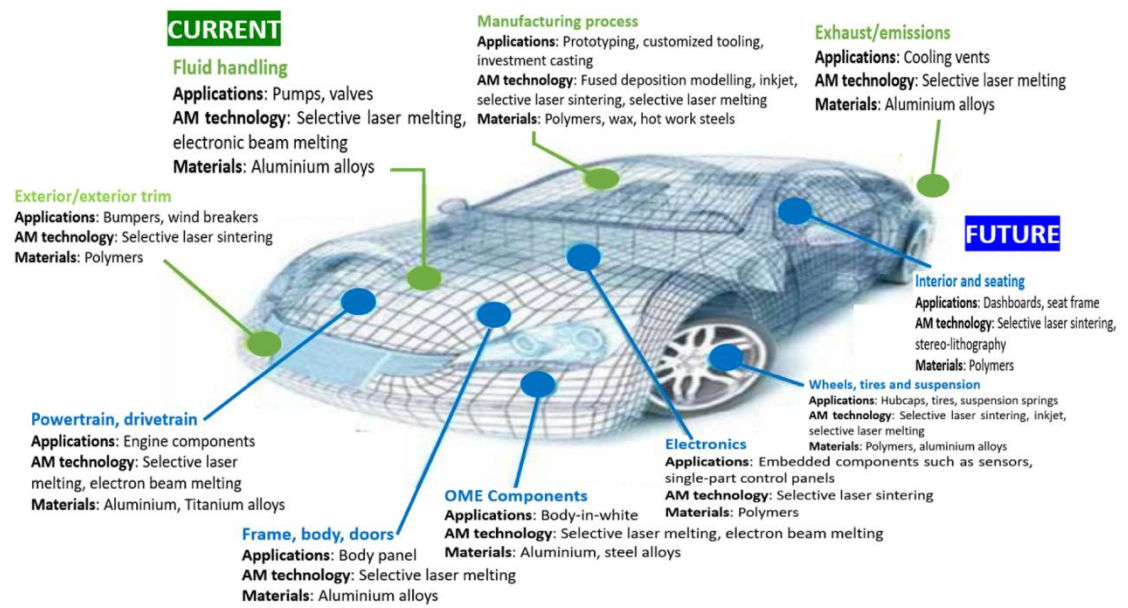 CURRENT
Fluid handling
Applications: Pumps, valves
AM technology: Selective laser melting,
electronic beam melting
Materials: Aluminium alloys
Manufacturing process
Applications: Prototyping, customized tooling,
investment casting
AM technology: Fused deposition modelling, inkjet,
selective laser sintering, selective laser melting
Materials: Polymers, wax, hot work steels
Exhaust/emissions
Applications: Cooling vents
AM technology: Selective laser melting
Materials: Aluminium alloys
Exterior/exterior trim
Applications: Bumpers, wind breakers
AM technology: Selective laser sintering
Materials: Polymers
FUTURE
Interior and seating
Applications: Dashboards, seat frame
AM technology: Selective laser sintering,
stereo-lithography
Materials: Polymers
Wheels, tires and suspension
Applications: Hubcaps, tires, suspension springs
AM technology: Selective laser sintering, inkjet,
selective laser melting
Materials: Polymers, aluminium alloys
Powertrain, drivetrain
Applications: Engine components
AM technology: Selective laser
melting, electron beam melting
Materials: Aluminium, Titanium alloys
Electronics
Applications: Embedded components such as sensors,
single-part control panels
AM technology: Selective laser sintering
Materials: Polymers
OME Components
Applications: Body-in-white
AM technology: Selective laser melting, electron beam melting
Materials: Aluminium, steel alloys
Frame, body, doors
Applications: Body panel
AM technology: Selective laser melting
Materials: Aluminium alloys